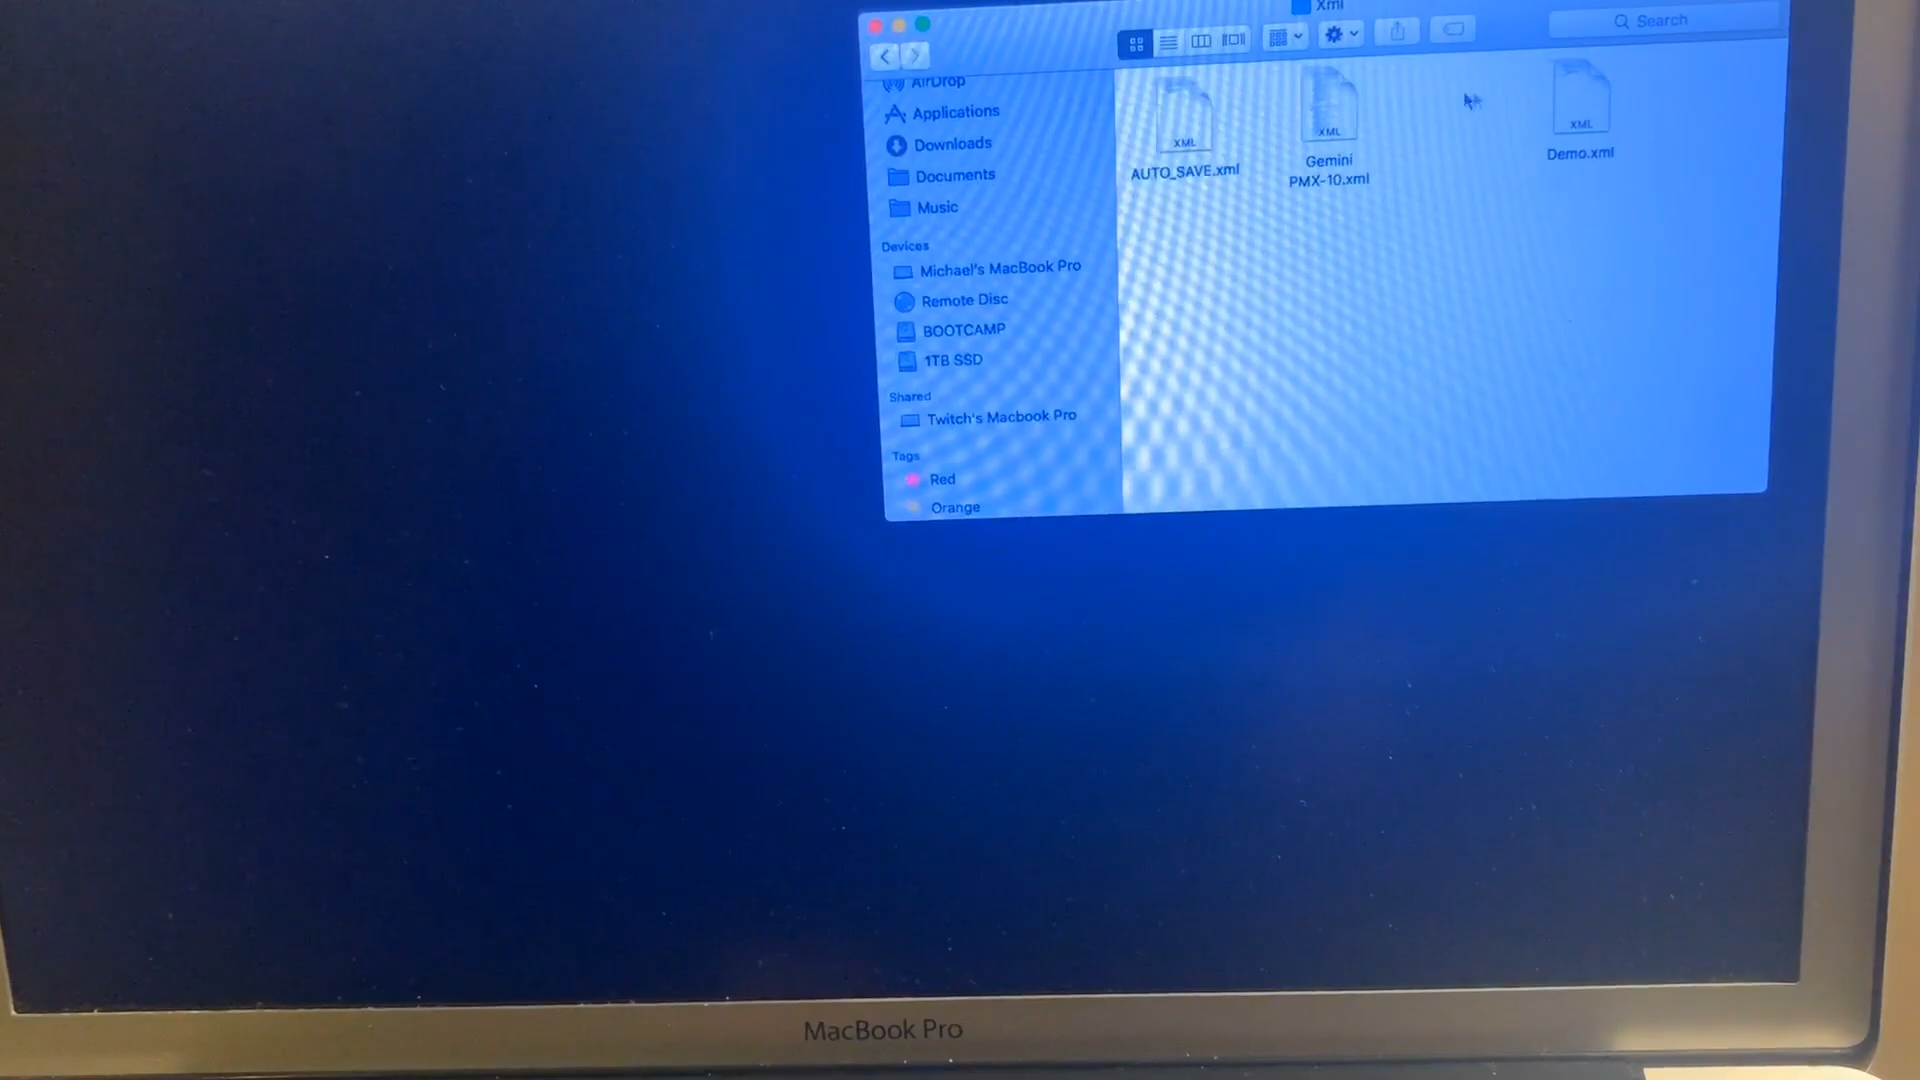 Xml
Search
AirDrop
Applications
Downloads
Documents
Music
Devices
Michael's MacBook Pro
Remote Disc
BOOTCAMP
1TB SSD
Shared
Twitch's Macbook Pro
Tags
Red
Orange
XML
AUTO_SAVE.xml
XML
Gemini
PMX-10.xml
XML
Demo.xml
MacBook Pro